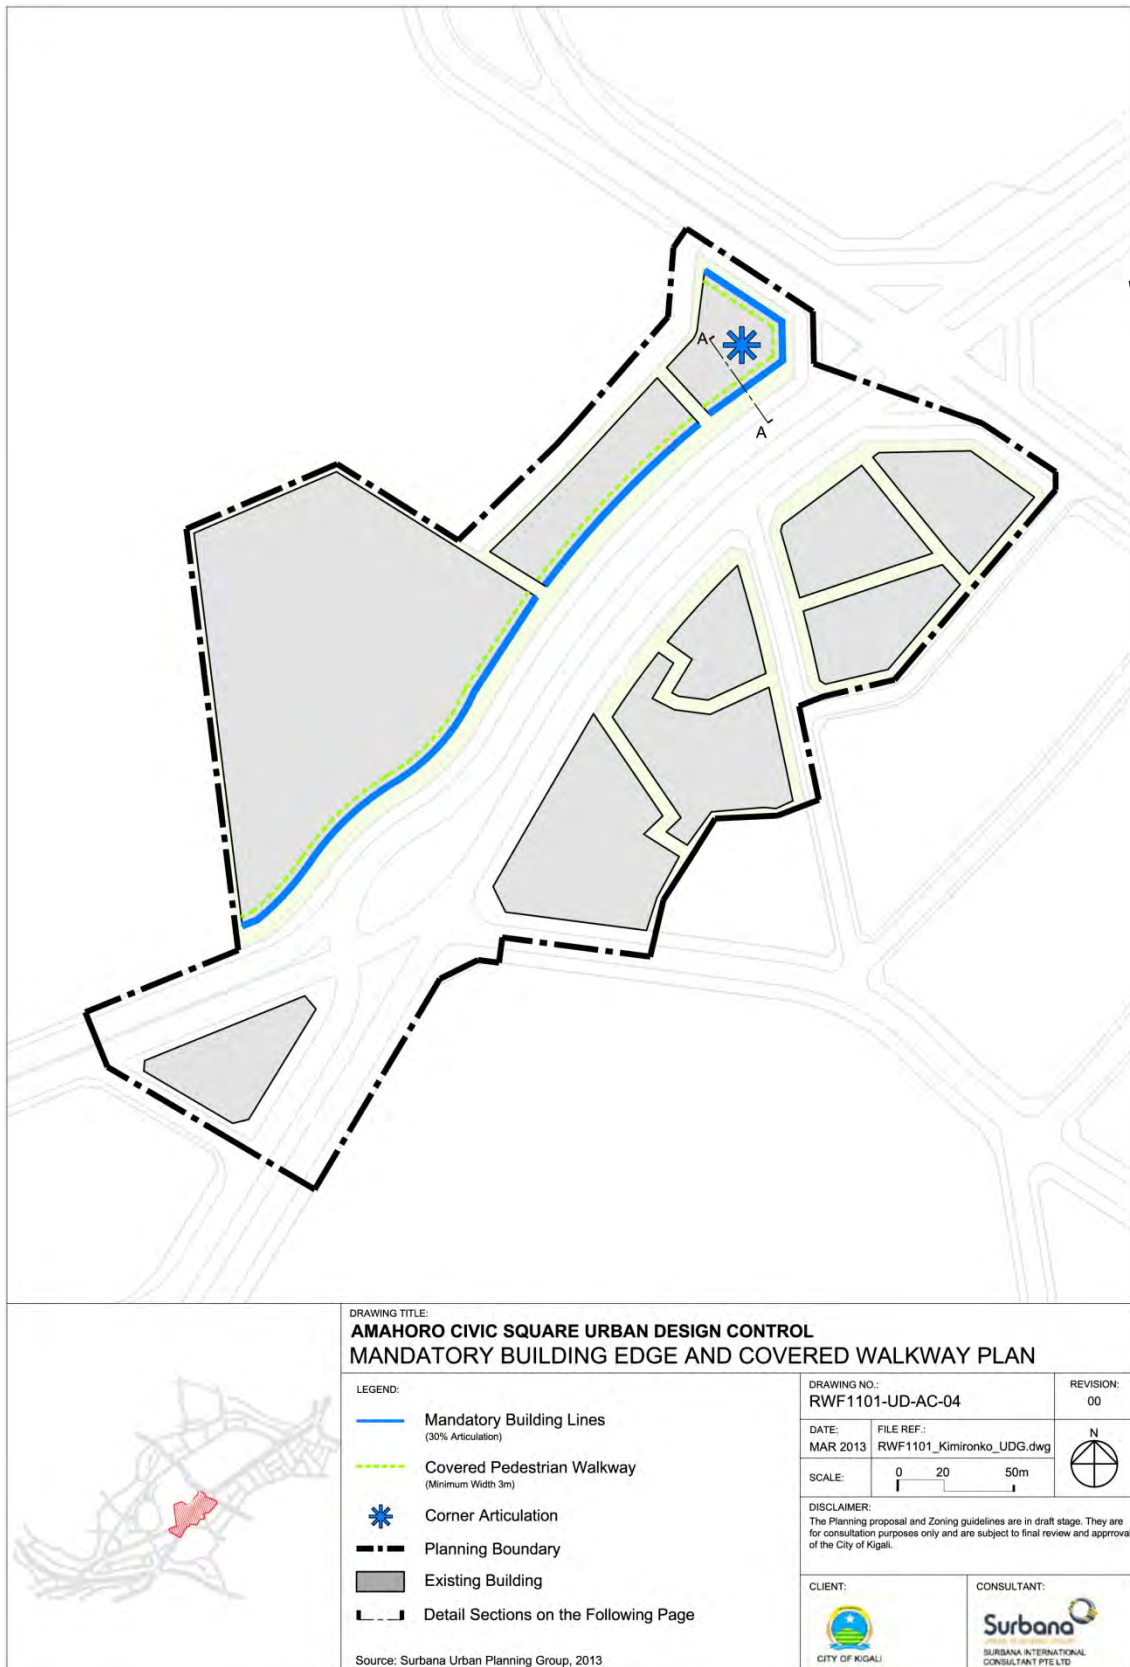 A
A
DRAWING TITLE:
AMAHORO CIVIC SQUARE URBAN DESIGN CONTROL
MANDATORY BUILDING EDGE AND COVERED WALKWAY PLAN
LEGEND:
Mandatory Building Lines
(30% Articulation)
Covered Pedestrian Walkway
(Minimum Width 3m)
Corner Articulation
Planning Boundary
Existing Building
Detail Sections on the Following Page
Source: Surbana Urban Planning Group, 2013
DRAWING NO.:
RWF1101-UD-AC-04
REVISION:
00
DATE:
MAR 2013
FILE REF.:
RWF1101_Kimironko_UDG.dwg
N
SCALE:
0 20 50m
DISCLAIMER:
The Planning proposal and Zoning guidelines are in draft stage. They are
for consultation purposes only and are subject to final review and approval
of the City of Kigali.
CLIENT:
CITY OF KIGALI
CONSULTANT:
Surbana
SURBANA INTERNATIONAL
CONSULTANT PTE LTD